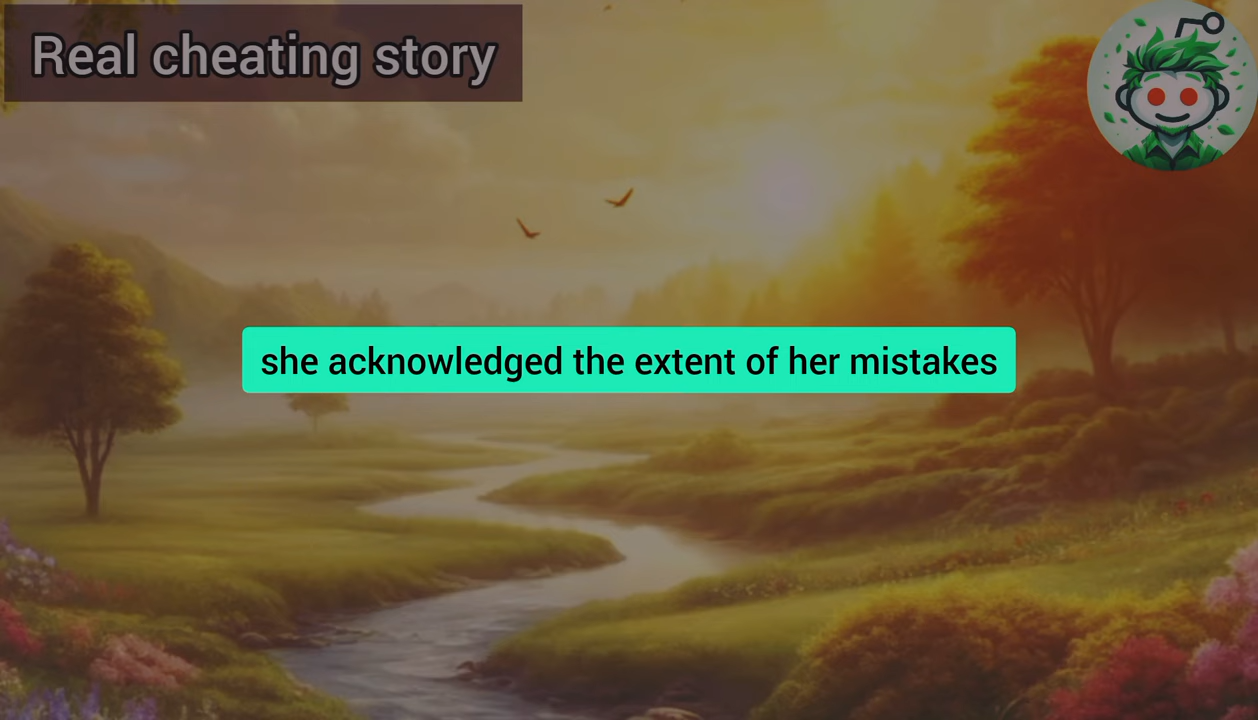 Real cheating story
she acknowledged the extent of her mistakes